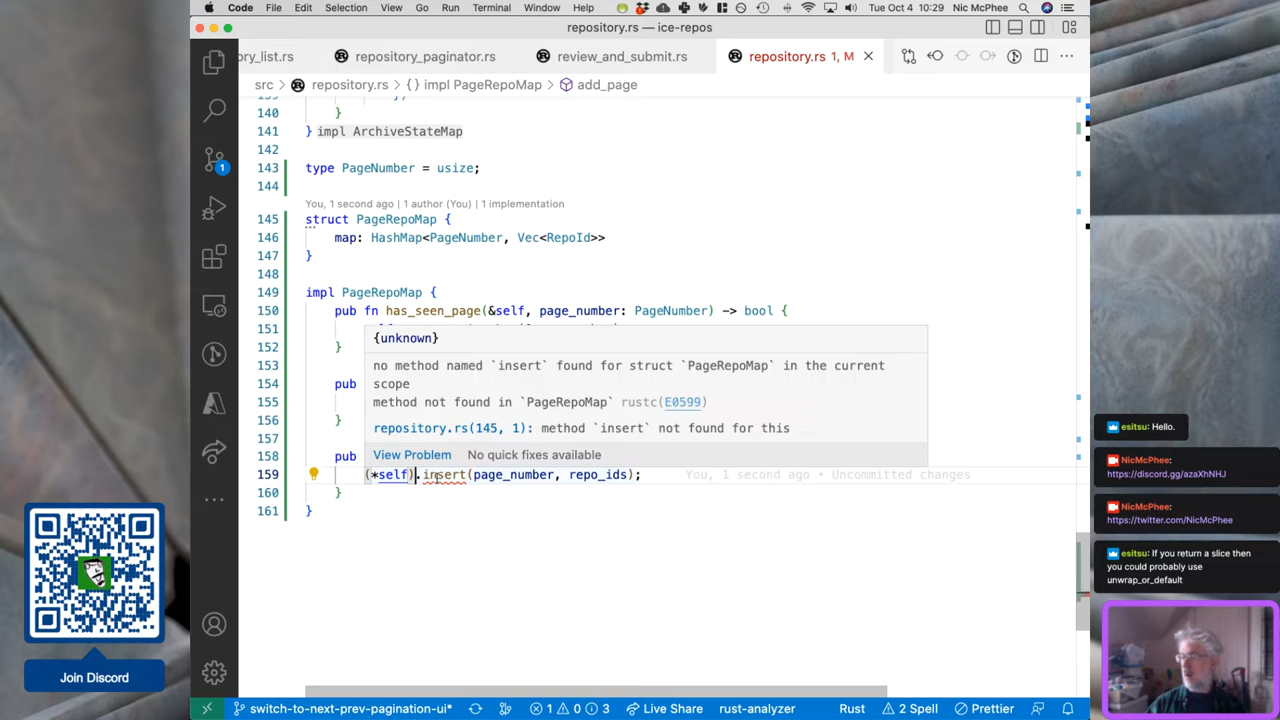 Code File Edit Selection View Go Run Terminal Window Help Tue Oct 4 10:29 Nic McPhee
repository.rs — ice-repos
ory_list.rs repository_paginator.rs review_and_submit.rs repository.rs 1, M
src repository.rs {} impl PageRepoMap add_page
139
140 }
141 } impl ArchiveStateMap
142
143 type PageNumber = usize;
144
You, 1 second ago | 1 author (You) | 1 implementation
145 struct PageRepoMap {
146 map: HashMap<PageNumber, Vec<RepoId>>
147 }
148
149 impl PageRepoMap {
150 pub fn has_seen_page(&self, page_number: PageNumber) -> bool {
151
{unknown}
152 }
153
no method named `insert` found for struct `PageRepoMap` in the current
154 pub
scope
155
method not found in `PageRepoMap` rustc(E0599)
156 }
repository.rs(145, 1): method `insert` not found for this
157
158 pub
View Problem No quick fixes available
159 (*self).insert(page_number, repo_ids); You, 1 second ago • Uncommitted changes
160 }
161 }
1
esitsu: Hello.
NicMcPhee:
https://discord.gg/azaXhNHJ
NicMcPhee:
https://twitter.com/NicMcPhee
esitsu: If you return a slice then
you could probably use
unwrap_or_default
Join Discord
switch-to-next-prev-pagination-ui* 1 0 3 Live Share rust-analyzer Rust 2 Spell Prettier